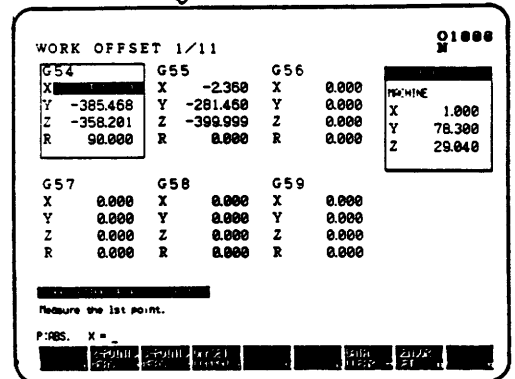 WORK OFFSET 1/11
O1000
M
G54 G55 G56
X X -2.360 X 0.000
Y -385.468 Y -281.460 Y 0.000
Z -358.201 Z -399.999 Z 0.000
R 90.000 R 0.000 R 0.000
MACHINE
X 1.000
Y 78.300
Z 29.040
G57 G58 G59
X 0.000 X 0.000 X 0.000
Y 0.000 Y 0.000 Y 0.000
Z 0.000 Z 0.000 Z 0.000
R 0.000 R 0.000 R 0.000
Measure the 1st point.
P:ABS. X = _